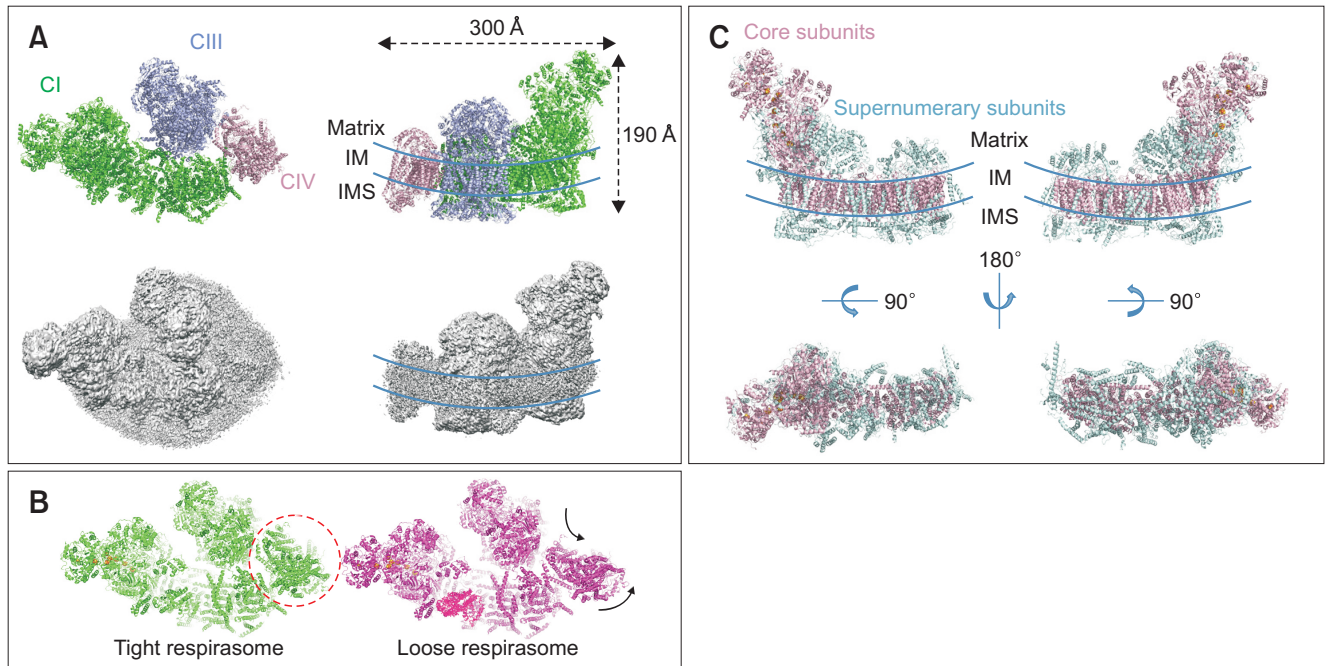 A
CIII
CI
CIV
300 Å
190 Å
Matrix
IM
IMS
B
Tight respirasome
Loose respirasome
C
Core subunits
Supernumerary subunits
Matrix
IM
IMS
180°
90°
90°